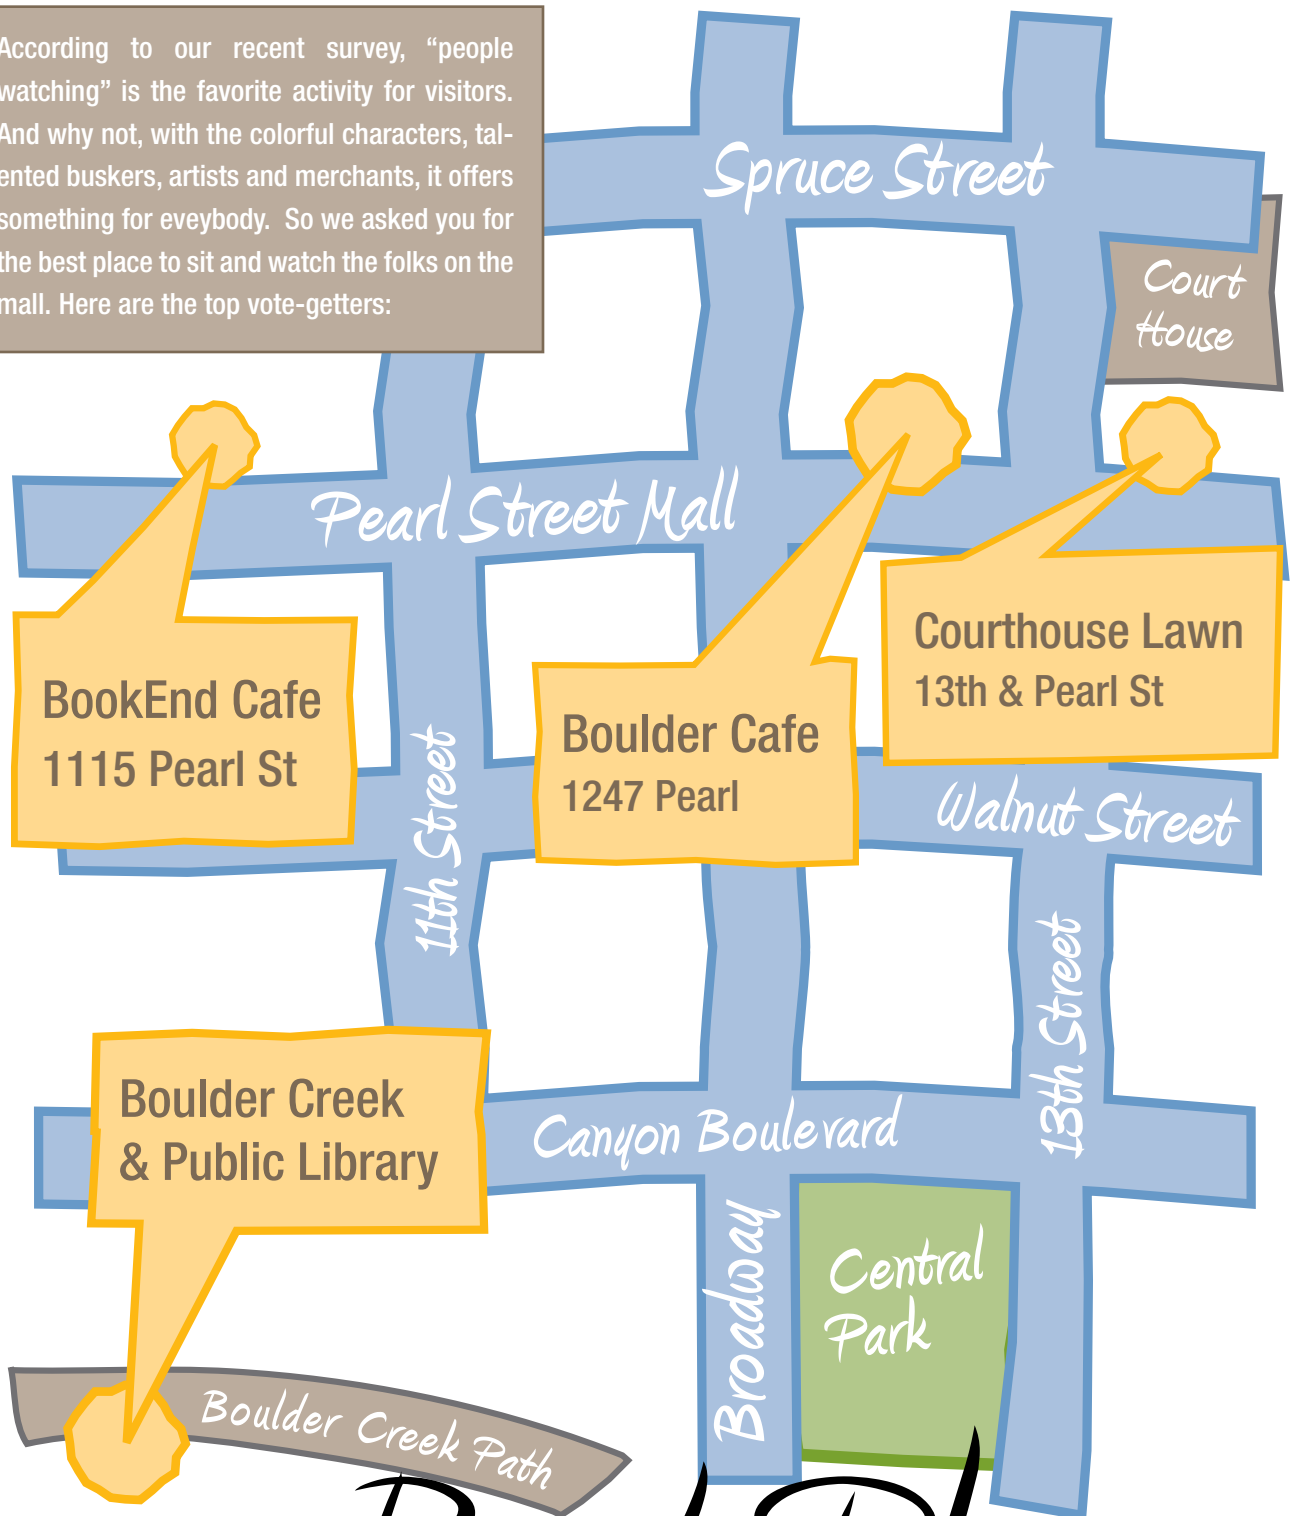 According to our recent survey, “people
watching” is the favorite activity for visitors.
And why not, with the colorful characters, tal-
ented buskers, artists and merchants, it offers
something for eveybody. So we asked you for
the best place to sit and watch the folks on the
mall. Here are the top vote-getters:
Spruce Street
Court
House
Pearl Street Mall
Courthouse Lawn
13th & Pearl St
BookEnd Cafe
1115 Pearl St
Boulder Cafe
1247 Pearl
11th Street
Walnut Street
13th Street
Boulder Creek
& Public Library
Canyon Boulevard
Broadway
Central
Park
Boulder Creek Path